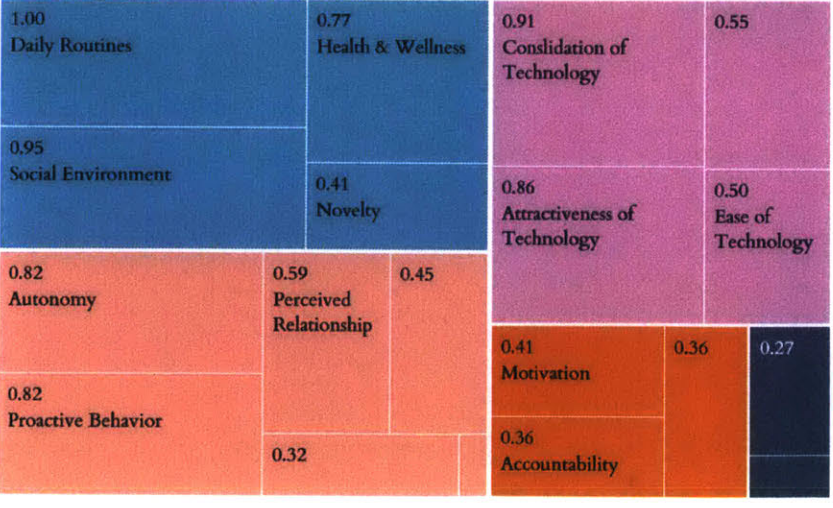 1.00
Daily Routines
0.95
Social Environment
0.77
Health & Wellness
0.41
Novelty
0.91
Conslidation of
Technology
0.55
0.86
Attractiveness of
Technology
0.50
Ease of
Technology
0.82
Autonomy
0.82
Proactive Behavior
0.59
Perceived
Relationship
0.45
0.32
0.41
Motivation
0.36
Accountability
0.36
0.27